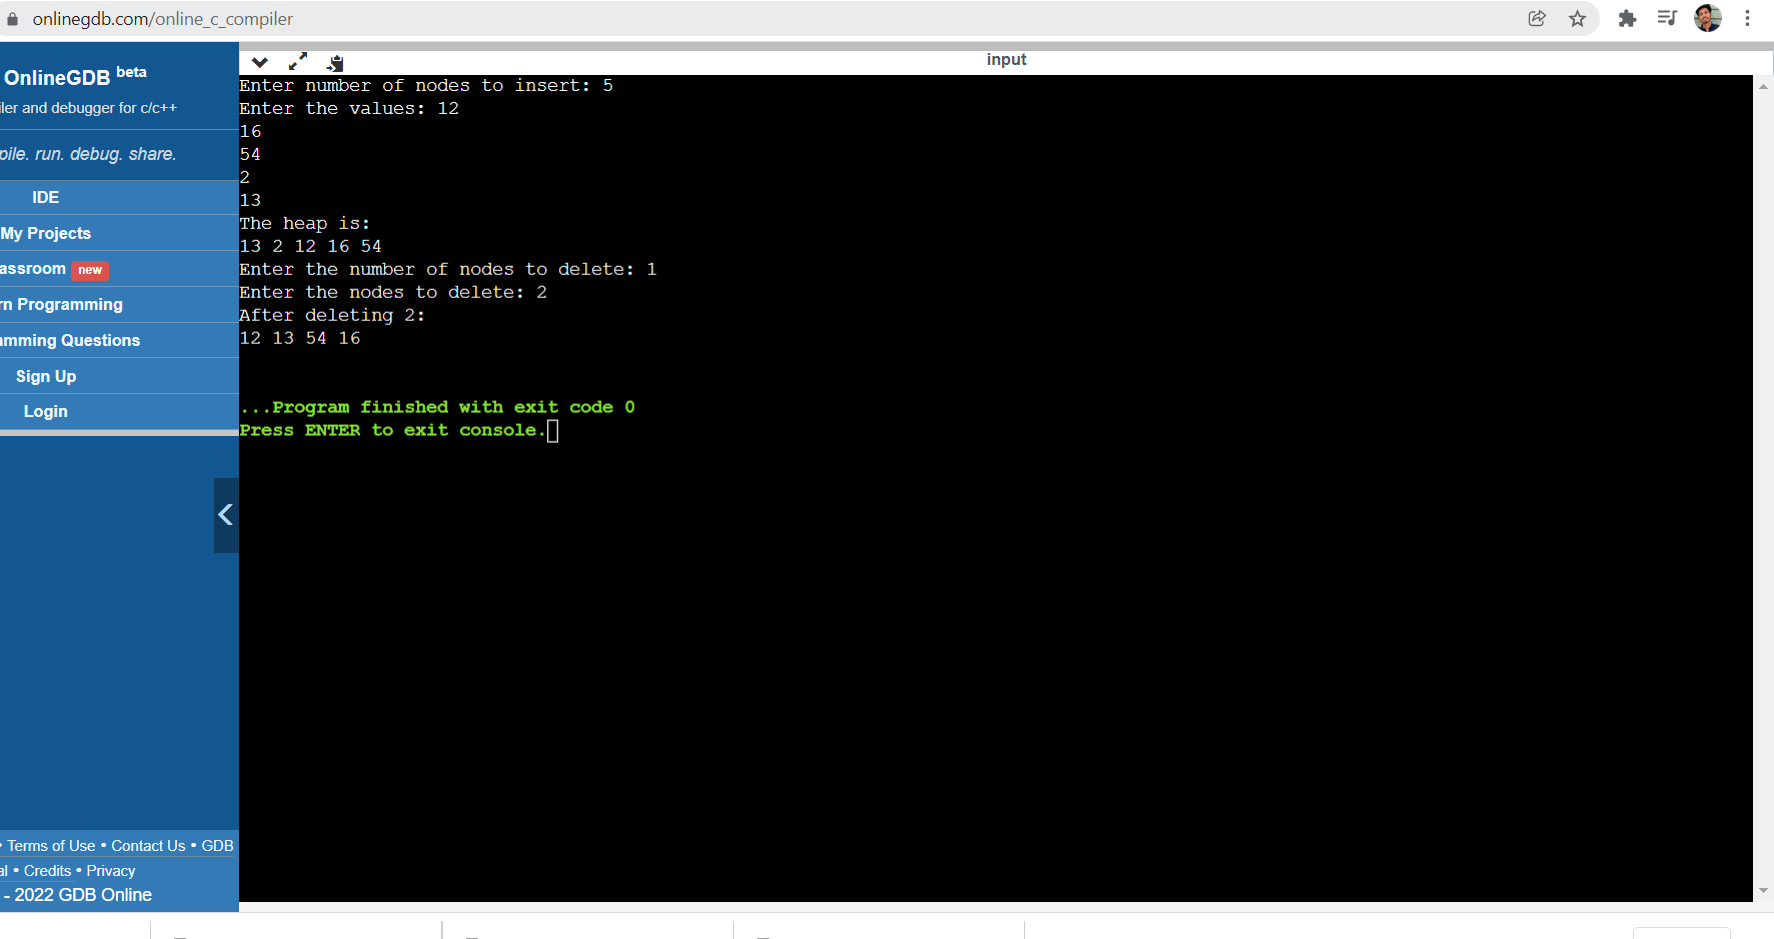 onlinegdb.com/online_c_compiler
OnlineGDB beta
ler and debugger for c/c++
pile. run. debug. share.
IDE
My Projects
assroom new
rn Programming
amming Questions
Sign Up
Login
• Terms of Use • Contact Us • GDB
al • Credits • Privacy
- 2022 GDB Online
input
Enter number of nodes to insert: 5
Enter the values: 12
16
54
2
13
The heap is:
13 2 12 16 54
Enter the number of nodes to delete: 1
Enter the nodes to delete: 2
After deleting 2:
12 13 54 16
...Program finished with exit code 0
Press ENTER to exit console.